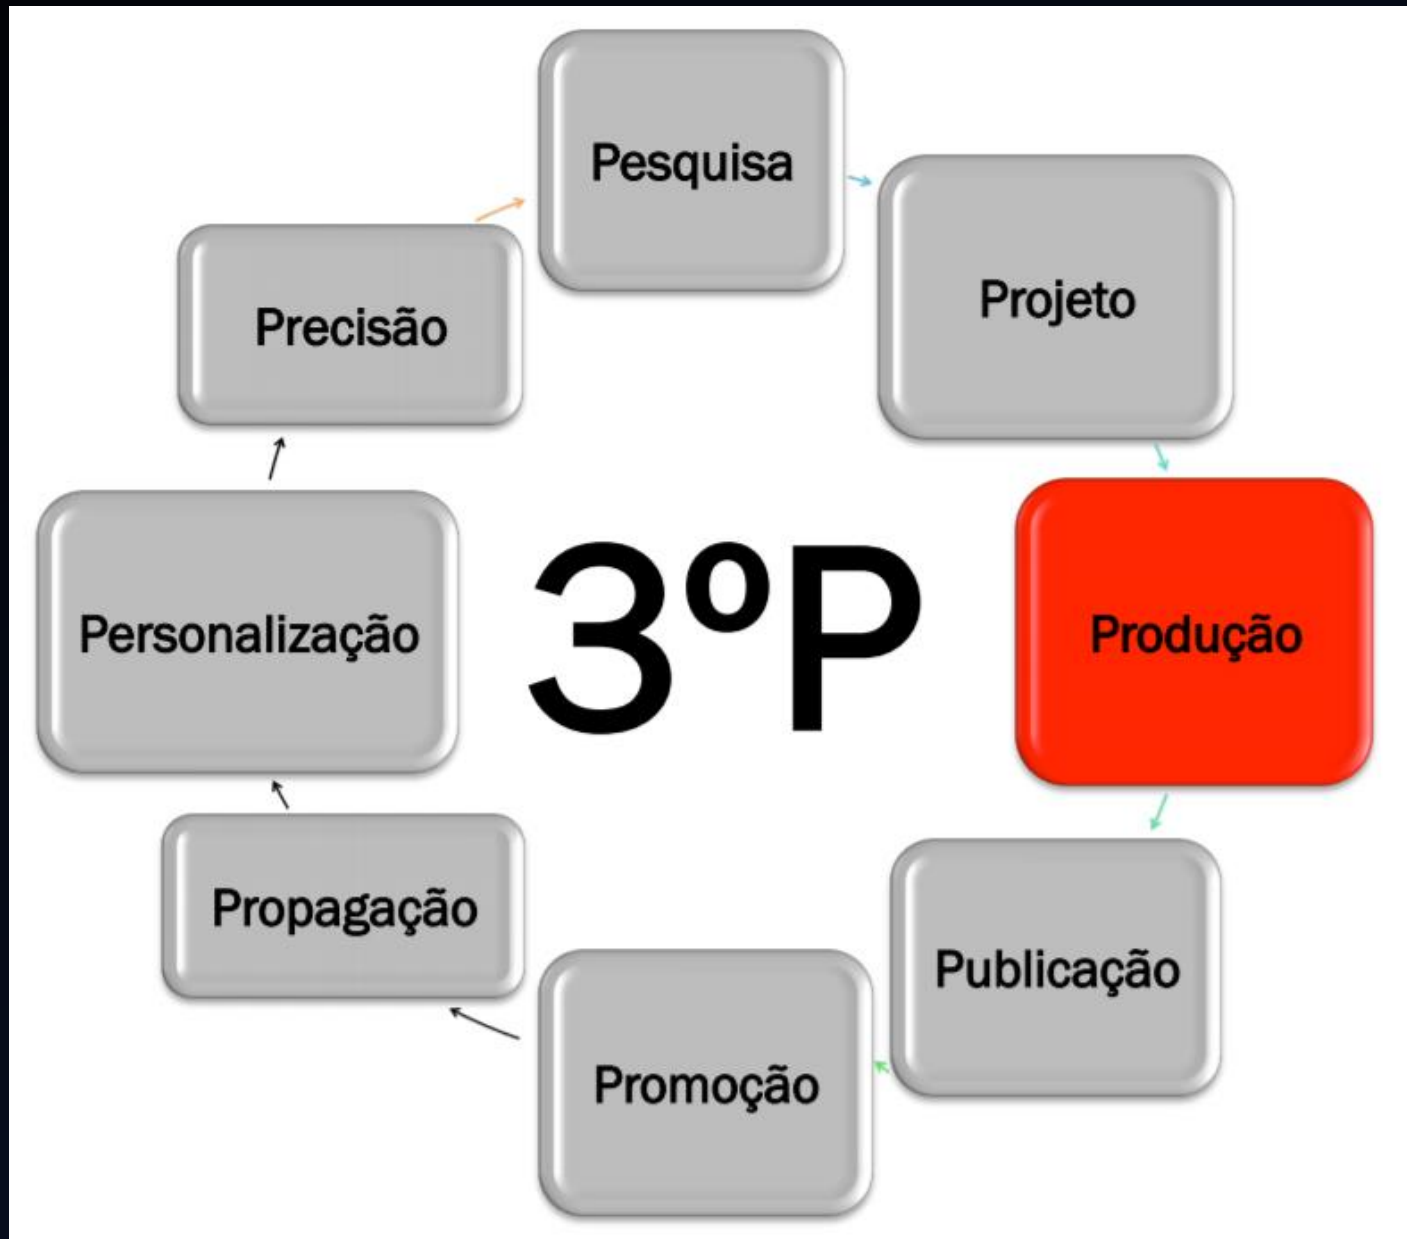 Pesquisa
Projeto
Produção
Publicação
Promoção
Propagação
Personalização
Precisão
3ºP